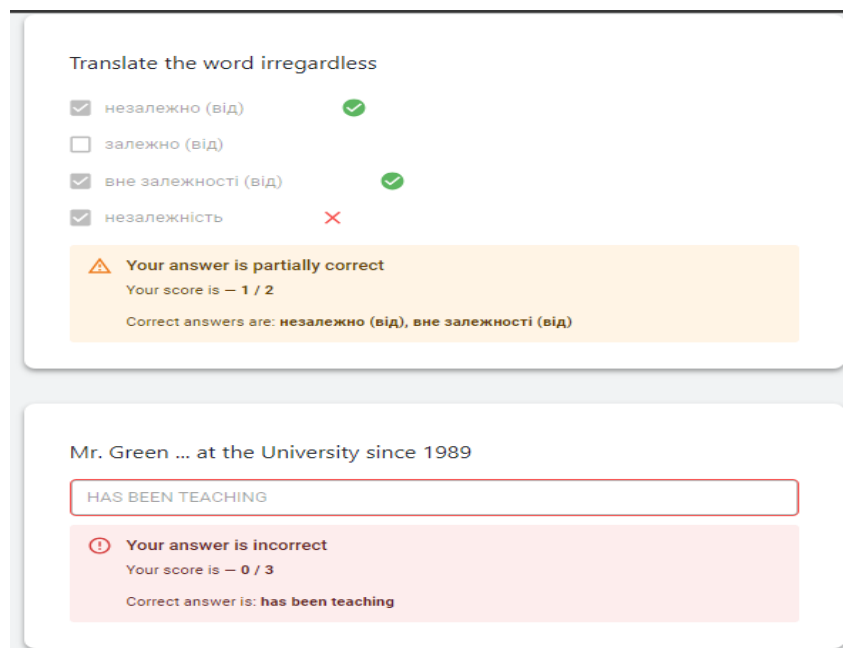 Translate the word irregardless
незалежно (від)
залежно (від)
вне залежності (від)
незалежність
Your answer is partially correct
Your score is – 1 / 2
Correct answers are: незалежно (від), вне залежності (від)
Mr. Green ... at the University since 1989
HAS BEEN TEACHING
Your answer is incorrect
Your score is – 0 / 3
Correct answer is: has been teaching